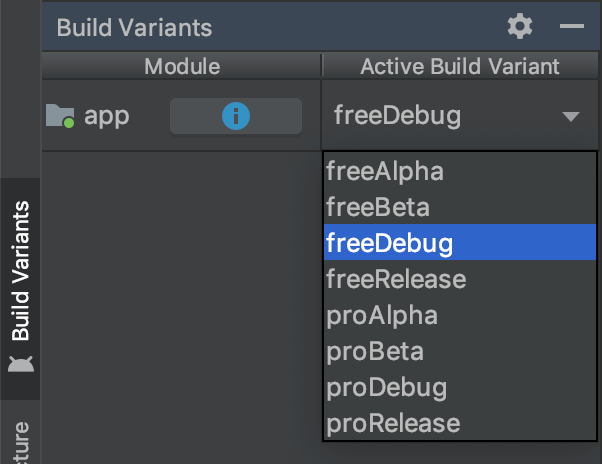 Build Variants
Module Active Build Variant
app freeDebug
freeAlpha
freeBeta
freeDebug
freeRelease
proAlpha
proBeta
proDebug
proRelease
Build Variants
cture